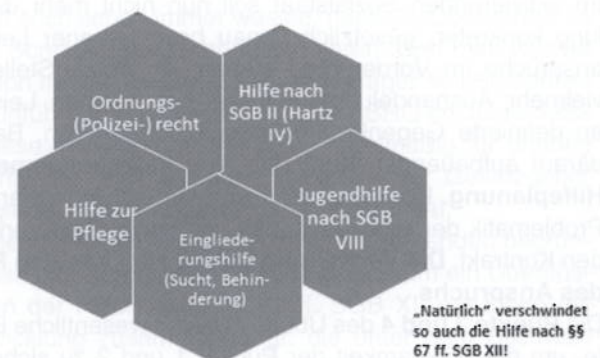 Ordnungs-
(Polizei-) recht
Hilfe nach
SGB II (Hartz
IV)
Hilfe zur
Pflege
Eingliede-
rungshilfe
(Sucht, Behin-
derung)
Jugendhilfe
nach SGB
VIII
„Natürlich“ verschwindet
so auch die Hilfe nach §§
67 ff. SGB XII!